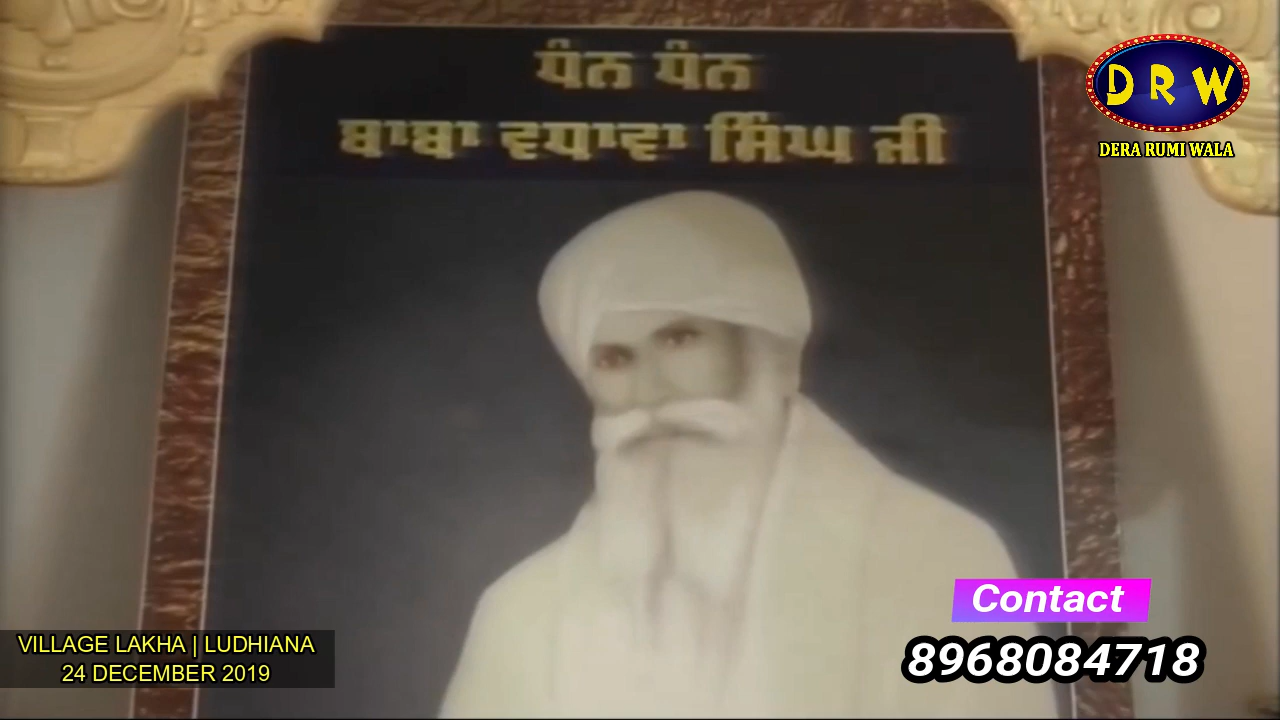 ਧੰਨ ਧੰਨ
ਬਾਬਾ ਵਧਾਵਾ ਸਿੰਘ ਜੀ
DRW
DERA RUMI WALA
Contact
8968084718
VILLAGE LAKHA | LUDHIANA
24 DECEMBER 2019